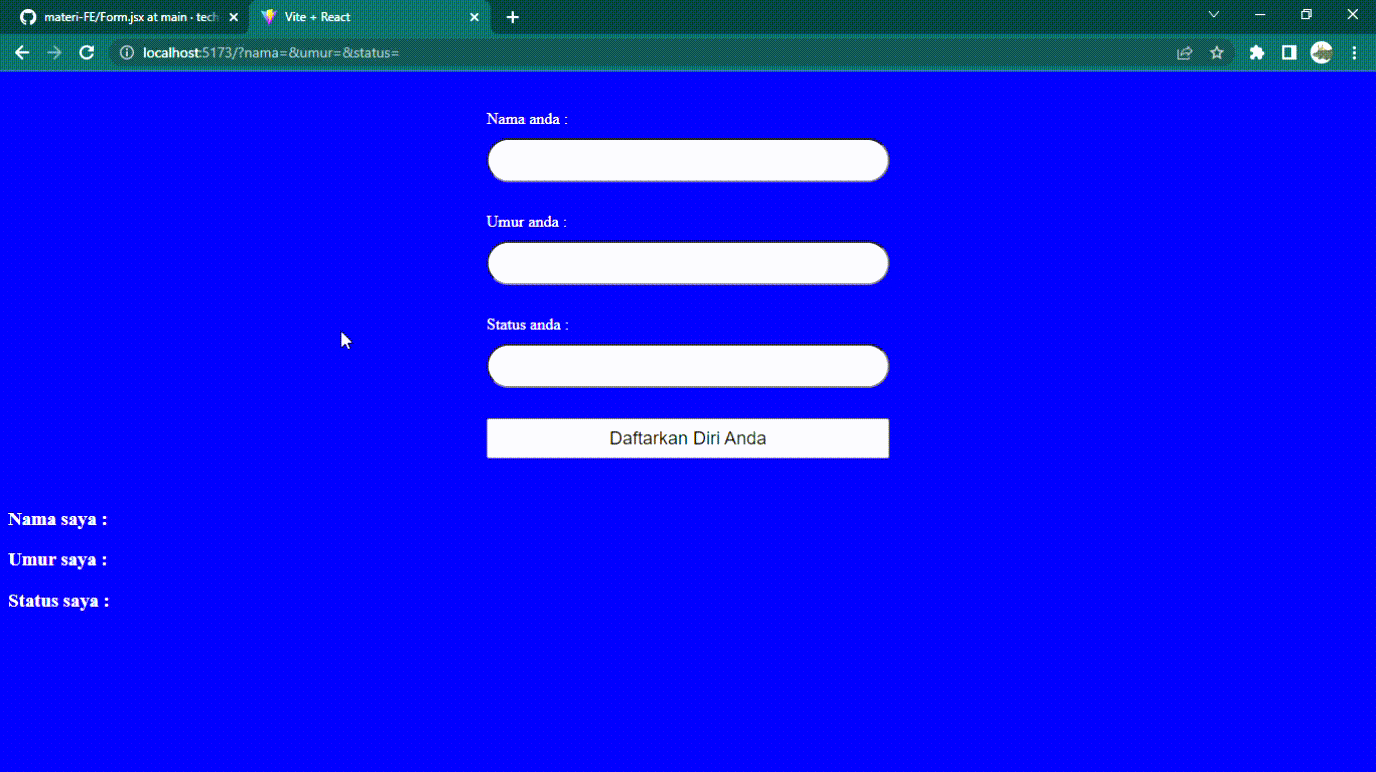 materi-FE/Form.jsx at main · tech
Vite + React
localhost:5173/?nama=&umur=&status=
Nama anda :
Umur anda :
Status anda :
Daftarkan Diri Anda
Nama saya :
Umur saya :
Status saya :